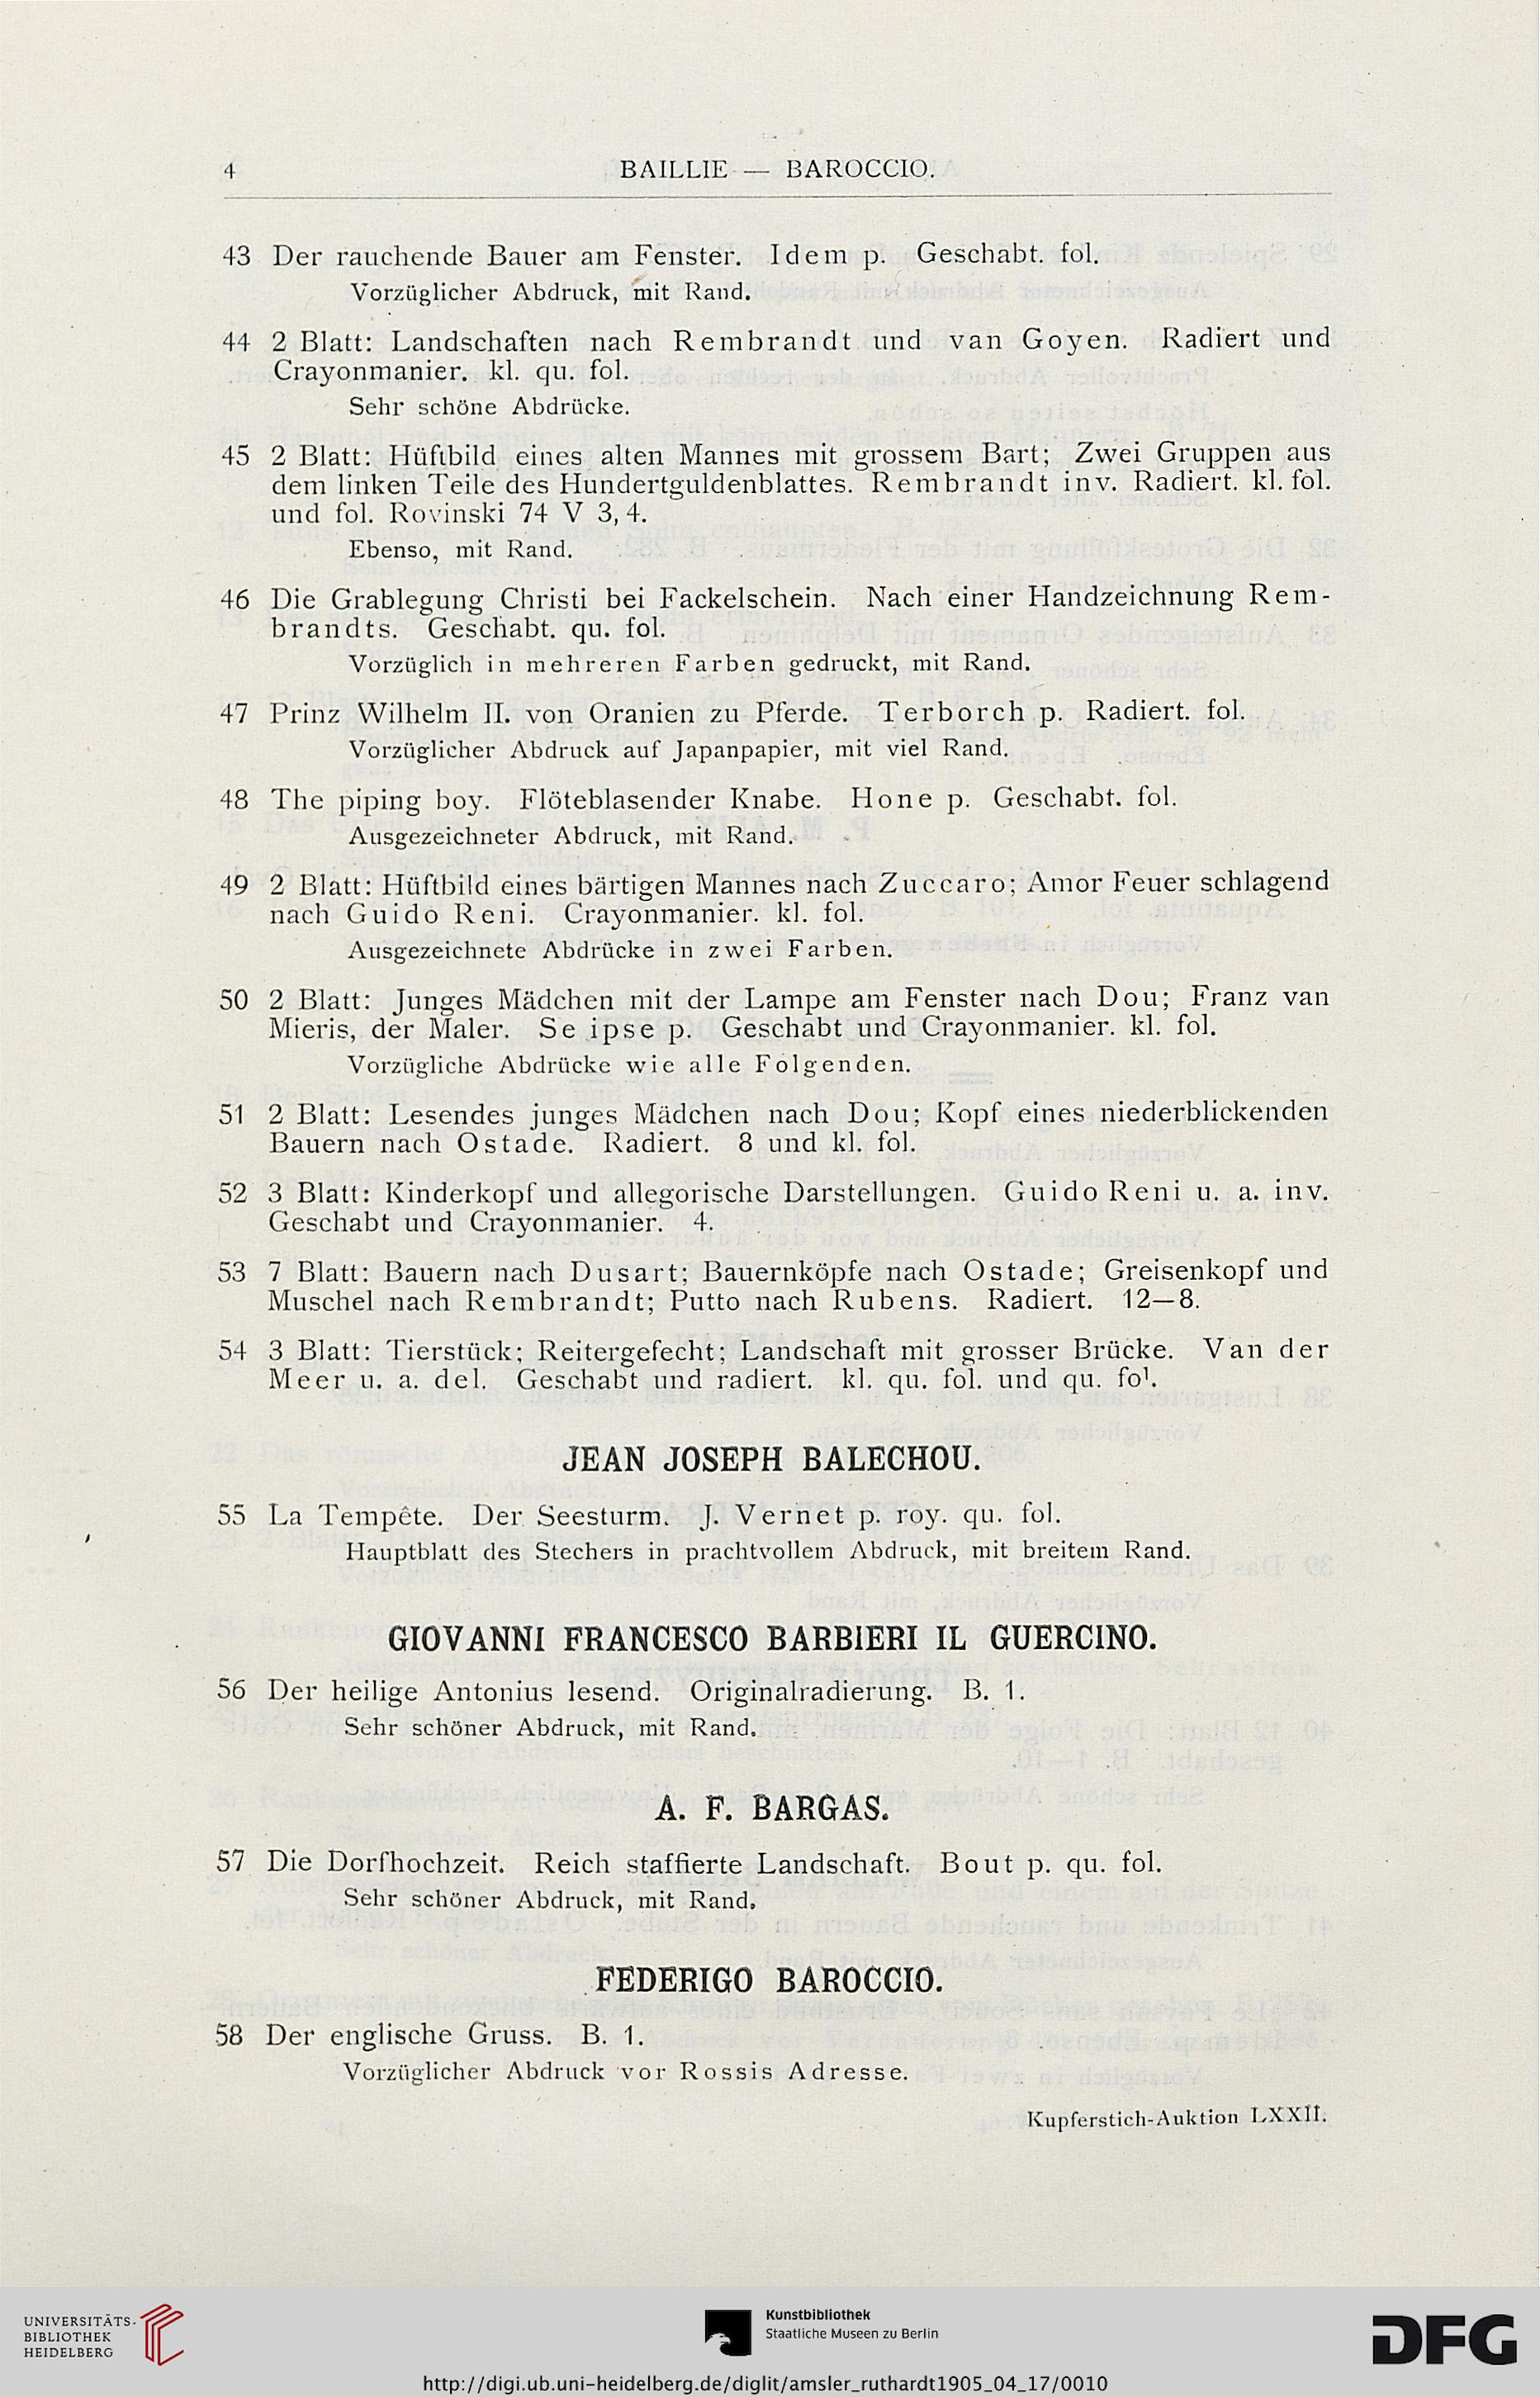 4
BAILLIE — BAROCCIO.
43 Der rauchende Bauer am Fenster. Idem p. Geschabt. fol.
Vorzüglicher Abdruck, mit Rand.
44 2 Blatt: Landschaften nach Rembrandt und van Goyen. Radiert und
Crayonmanier. kl. qu. fol.
Sehr schöne Abdrücke.
45 2 Blatt: Hüftbild eines alten Mannes mit grossem Bart; Zwei Gruppen aus
dem linken Teile des Hundertguldenblattes. Rembrandt inv. Radiert. kl. fol.
und fol. Rovinski 74 V 3, 4.
Ebenso, mit Rand.
46 Die Grablegung Christi bei Fackelschein. Nach einer Handzeichnung Rem-
brandts. Geschabt. qu. fol.
Vorzüglich in mehreren Farben gedruckt, mit Rand.
47 Prinz Wilhelm II. von Oranien zu Pferde. Terborch p. Radiert. fol.
Vorzüglicher Abdruck auf Japanpapier, mit viel Rand.
48 The piping boy. Flöteblasender Knabe. Hone p. Geschabt. fol.
Ausgezeichneter Abdruck, mit Rand.
49 2 Blatt: Hüftbild eines bärtigen Mannes nach Zuccaro; Amor Feuer schlagend
nach Guido Reni. Crayonmanier. kl. fol.
Ausgezeichnete Abdrücke in zwei Farben.
50 2 Blatt: Junges Mädchen mit der Lampe am Fenster nach Dou; Franz van
Mieris, der Maler. Se ipse p. Geschabt und Crayonmanier. kl. fol.
Vorzügliche Abdrücke wie alle Folgenden.
51 2 Blatt: Lesendes junges Mädchen nach Dou; Kopf eines niederblickenden
Bauern nach Ostade. Radiert. 8 und kl. fol.
52 3 Blatt: Kinderkopf und allegorische Darstellungen. Guido Reni u. a. inv.
Geschabt und Crayonmanier. 4.
53 7 Blatt: Bauern nach Dusart; Bauernköpfe nach Ostade; Greisenkopf und
Muschel nach Rembrandt; Putto nach Rubens. Radiert. 12—8.
54 3 Blatt: Tierstück; Reitergefecht; Landschaft mit grosser Brücke. Van der
Meer u. a. del. Geschabt und radiert. kl. qu. fol. und qu. fol.
JEAN JOSEPH BALECHOU.
55 La Tempête. Der Seesturm. J. Vernet p. roy. qu. fol.
Hauptblatt des Stechers in prachtvollem Abdruck, mit breitem Rand.
GIOVANNI FRANCESCO BARBIERI IL GUERCINO.
56 Der heilige Antonius lesend. Originalradierung. B. 1.
Sehr schöner Abdruck, mit Rand.
A. F. BARGAS.
57 Die Dorfhochzeit. Reich staffierte Landschaft. Bout p. qu. fol.
Sehr schöner Abdruck, mit Rand.
FEDERIGO BAROCCIO.
58 Der englische Gruss. B. 1.
Vorzüglicher Abdruck vor Rossis Adresse.
Kupferstich-Auktion LXXII.
UNIVERSITÄTS-
BIBLIOTHEK
HEIDELBERG
Kunstbibliothek
Staatliche Museen zu Berlin
DFG
http://digi.ub.uni-heidelberg.de/diglit/amsler_ruthardt1905_04_17/0010